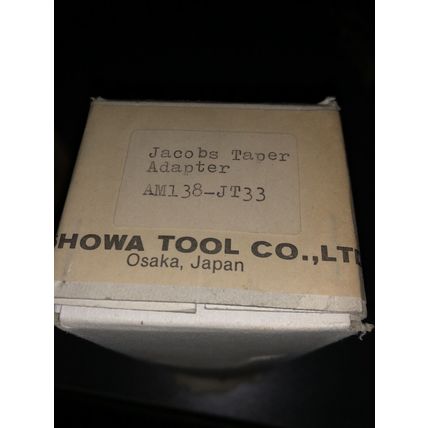 Jacobs Taper
Adapter
AM138-JT33
SHOWA TOOL CO.,LTD
Osaka, Japan